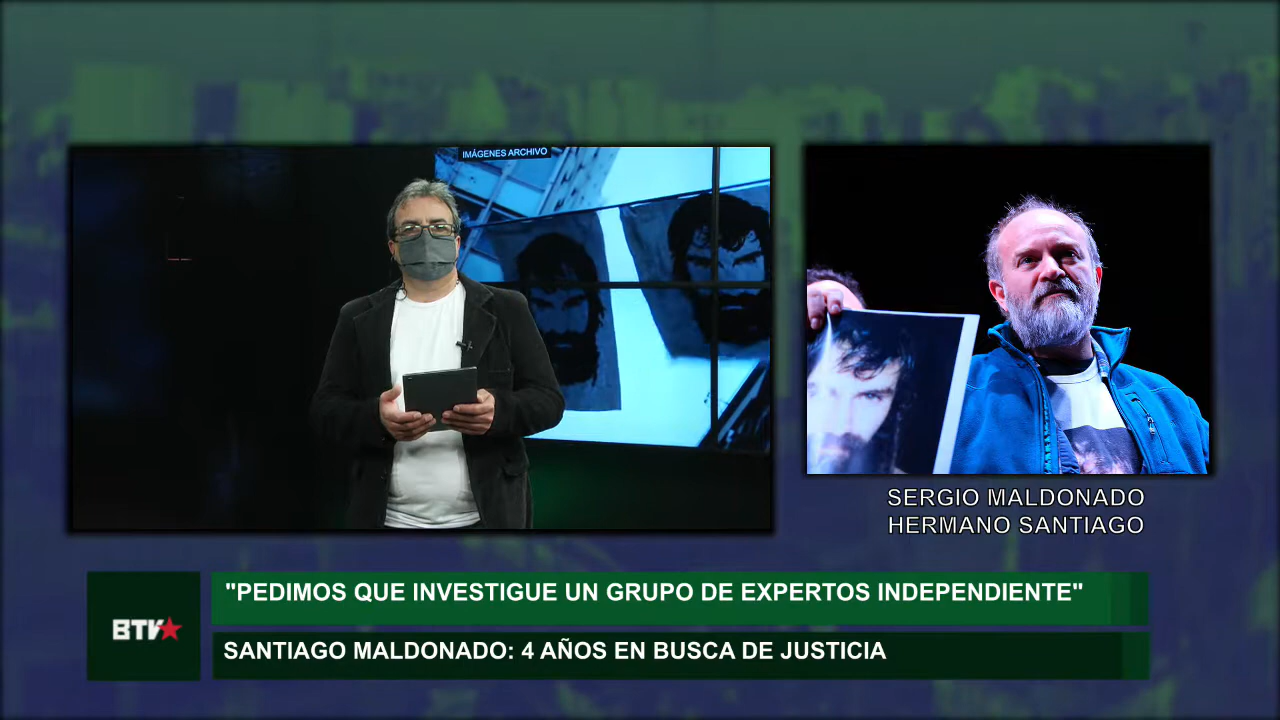 IMÁGENES ARCHIVO
SERGIO MALDONADO
HERMANO SANTIAGO
"PEDIMOS QUE INVESTIGUE UN GRUPO DE EXPERTOS INDEPENDIENTE"
BTV
SANTIAGO MALDONADO: 4 AÑOS EN BUSCA DE JUSTICIA